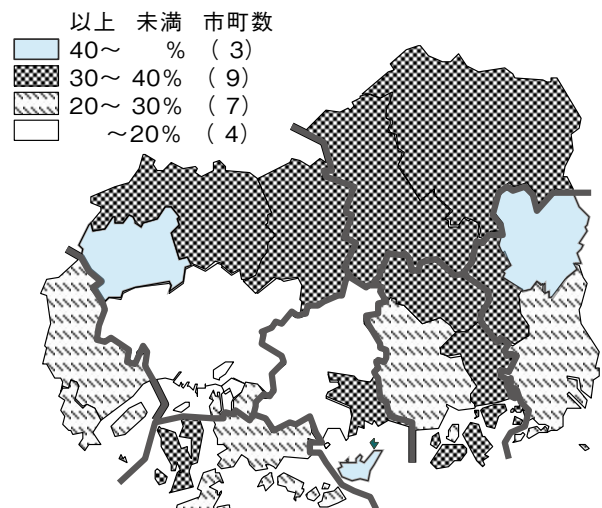 以上 未満 市町数
40～ % ( 3)
30～ 40% ( 9)
20～ 30% ( 7)
～20% ( 4)